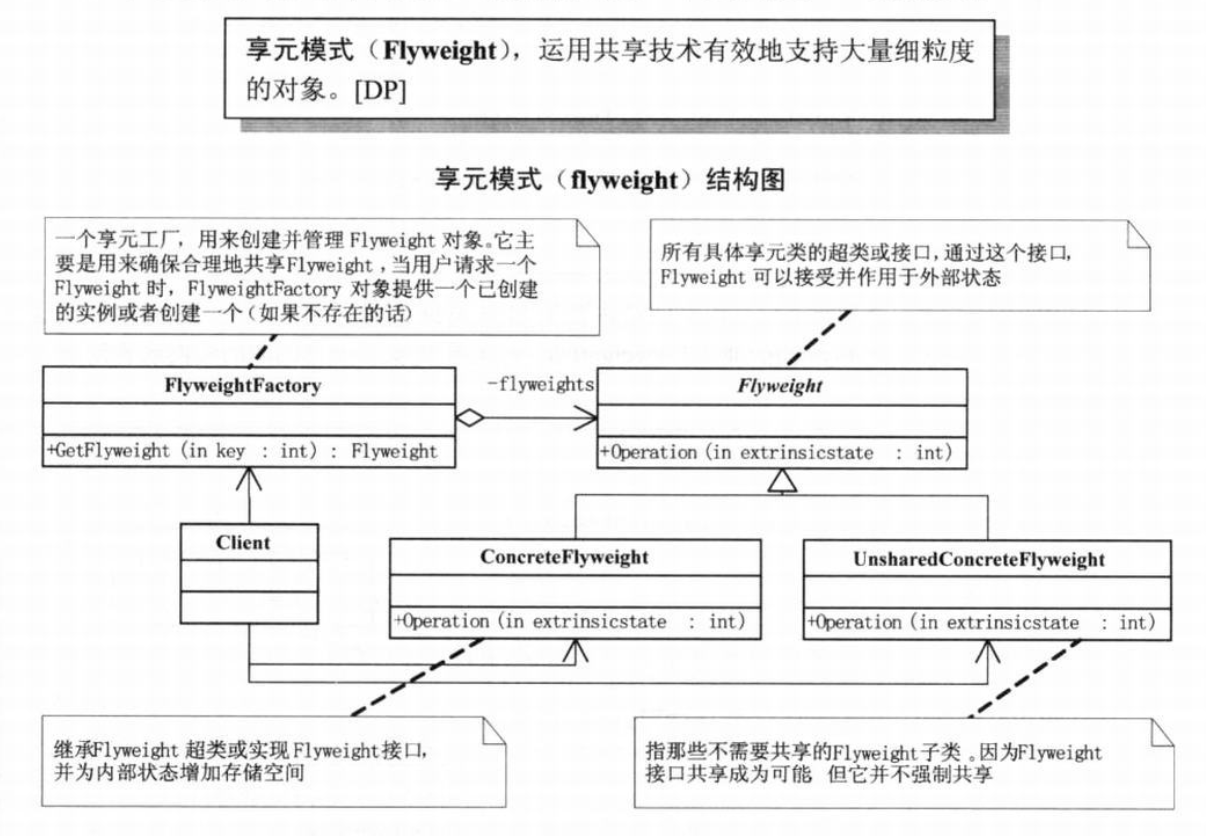 享元模式（Flyweight），运用共享技术有效地支持大量细粒度
的对象。[DP]
享元模式（flyweight）结构图
一个享元工厂，用来创建并管理 Flyweight 对象。它主
要是用来确保合理地共享Flyweight，当用户请求一个
Flyweight 时，FlyweightFactory 对象提供一个已创建
的实例或者创建一个（如果不存在的话）
所有具体享元类的超类或接口，通过这个接口，
Flyweight 可以接受并作用于外部状态
FlyweightFactory
+GetFlyweight (in key : int) : Flyweight
-flyweights
Flyweight
+Operation (in extrinsicstate : int)
Client
ConcreteFlyweight
+Operation (in extrinsicstate : int)
UnsharedConcreteFlyweight
+Operation (in extrinsicstate : int)
继承Flyweight 超类或实现 Flyweight接口，
并为内部状态增加存储空间
指那些不需要共享的Flyweight 子类。因为Flyweight
接口共享成为可能 但它并不强制共享